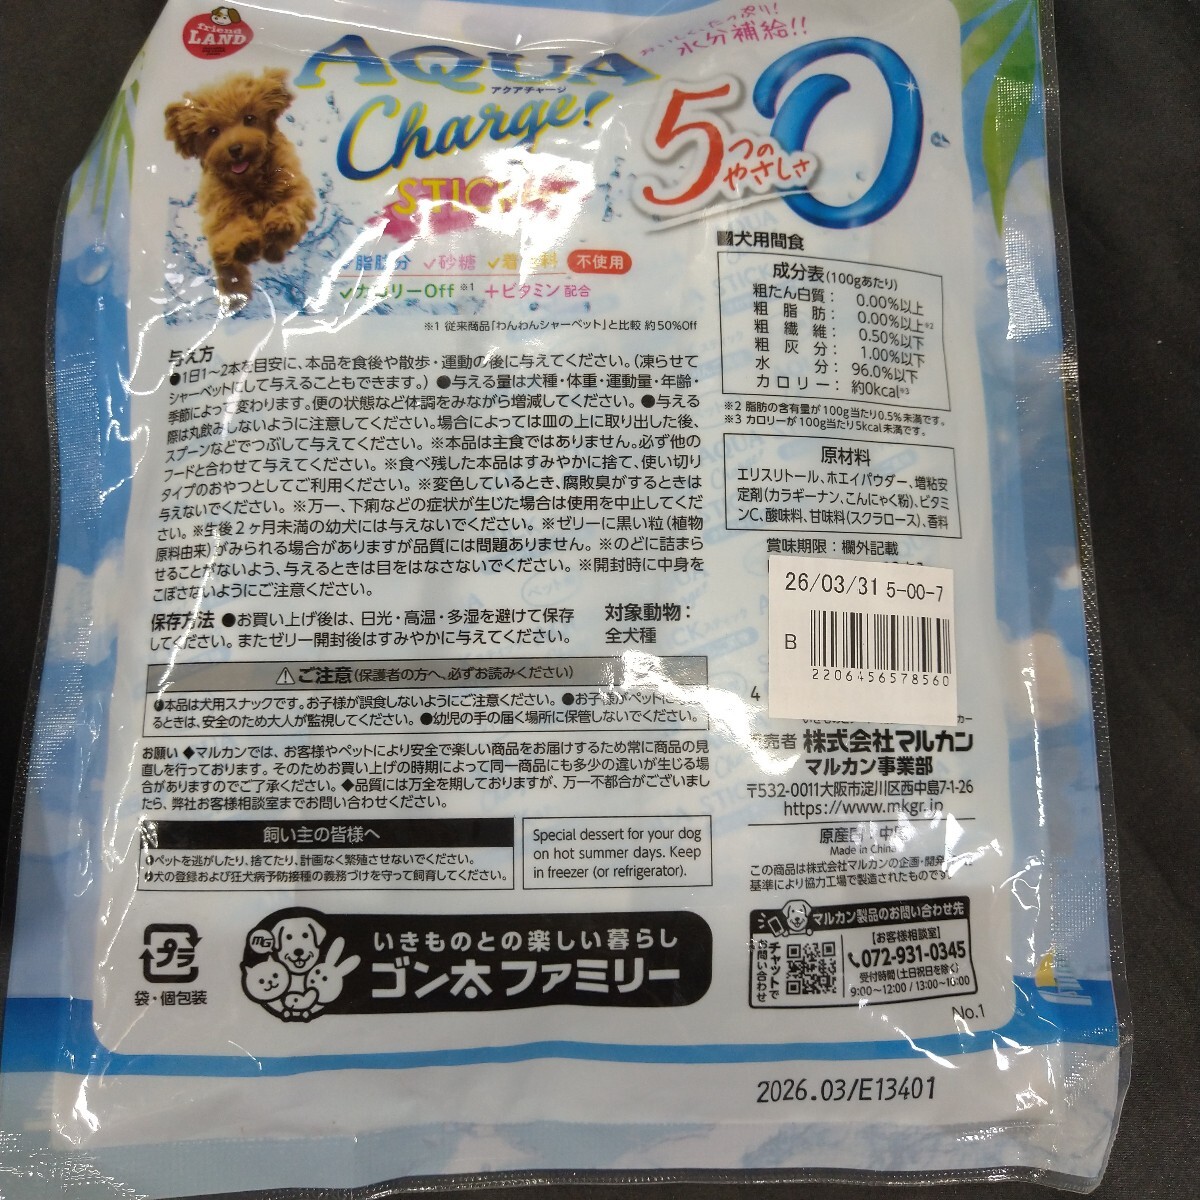 friend
LAND
AQUA
アクアチャージ
Charge!
水分補給!!
5つの
やさしさ
0
脂肪分 ✓砂糖 不使用
カロリーOff ※1 +ビタミン配合
※1 従来商品「わんわんシャーベット」と比較 約50%Off
与え方
●1日1~2本を目安に、本品を食後や散歩・運動の後に与えてください。(凍らせて
シャーベットにして与えることもできます。)●与える量は犬種・体重・運動量・年齢・
季節によって変わります。便の状態など体調をみながら増減してください。●与える
際は丸飲みしないように注意してください。場合によっては皿の上に取り出した後、
スプーンなどでつぶして与えてください。※本品は主食ではありません。必ず他の
フードと合わせて与えてください。※食べ残した本品はすみやかに捨て、使い切り
タイプのおやつとしてご利用ください。※変色しているとき、腐敗臭がするときは
与えないでください。※万一、下痢などの症状が生じた場合は使用を中止してくだ
さい。※生後2ヶ月未満の幼犬には与えないでください。※ゼリーに黒い粒(植物
原料由来)がみられる場合がありますが品質には問題ありません。※のどに詰まら
せることがないよう、与えるときは目をはなさないでください。※開封時に中身を
こぼさないようにご注意ください。
保存方法 ●お買い上げ後は、日光・高温・多湿を避けて保存
してください。またゼリー開封後はすみやかに与えてください。
対象動物:
全犬種
■犬用間食
成分表(100gあたり)
粗たん白質: 0.00%以上
粗脂肪: 0.00%以上※2
粗繊維: 0.50%以下
粗灰分: 1.00%以下
水分: 96.0%以下
カロリー: 約0kcal※3
※2 脂肪の含有量が100g当たり0.5%未満です。
※3 カロリーが100g当たり5kcal未満です。
原材料
エリスリトール、ホエイパウダー、増粘安
定剤(カラギーナン、こんにゃく粉)、ビタミ
ンC、酸味料、甘味料(スクラロース)、香料
賞味期限:欄外記載
26/03/31 5-00-7
B
2206456578560
4
⚠ご注意(保護者の方へ、必ずお読みください)
●本品は犬用スナックです。お子様が誤食しないようにご注意ください。●お子様がペットに与え
るときは、安全のため大人が監視してください。●幼児の手の届く場所に保管しないでください。
お願い ◆マルカンでは、お客様やペットにより安全で楽しい商品をお届けするため常に商品の見
直しを行っております。そのためお買い上げの時期によって同一商品にも多少の違いが生じる場
合がありますのでご了承ください。◆品質には万全を期しておりますが、万一不都合がございまし
たら、弊社お客様相談室までお問い合わせください。
販売者 株式会社マルカン
マルカン事業部
〒532-0011大阪市淀川区西中島7-1-26
https://www.mkgr.jp
原産国:中国
Made in China
この商品は株式会社マルカンの企画・開発
基準により協力工場で製造されたものです。
飼い主の皆様へ
●ペットを逃がしたり、捨てたり、計画なく繁殖させないでください。
●犬の登録および狂犬病予防接種の義務づけを守って飼育してください。
Special dessert for your dog
on hot summer days. Keep
in freezer (or refrigerator).
プラ
袋・個包装
MG
いきものとの楽しい暮らし
ゴン太ファミリー
マルカン製品のお問い合わせ先
チャットで
お問い合わせ
【お客様相談室】
072-931-0345
受付時間(土日祝日を除く)
9:00~12:00 / 13:00~16:00
No.1
2026.03/E13401